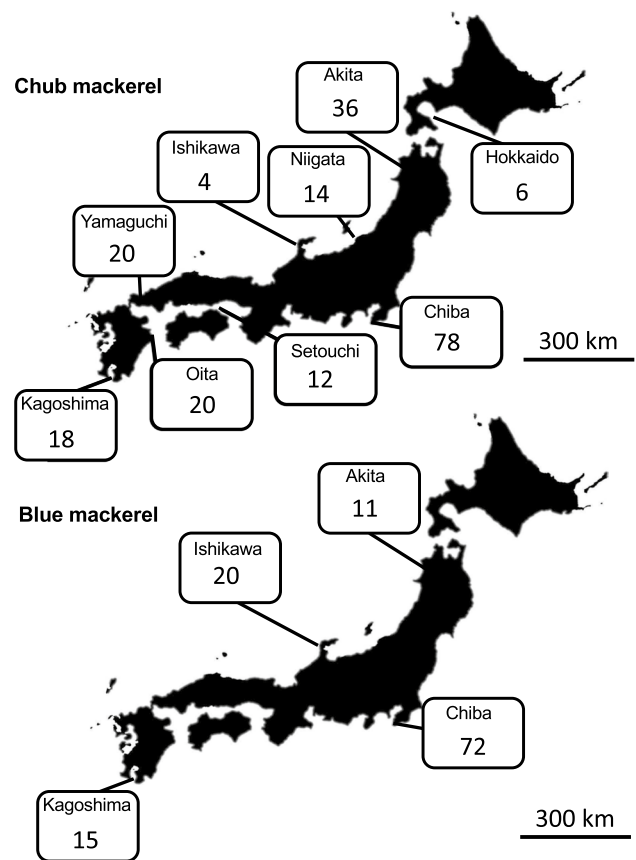 Chub mackerel
Akita
36
Ishikawa
4
Niigata
14
Hokkaido
6
Yamaguchi
20
Chiba
78
300 km
Setouchi
12
Oita
20
Kagoshima
18
Blue mackerel
Akita
11
Ishikawa
20
Chiba
72
Kagoshima
15
300 km